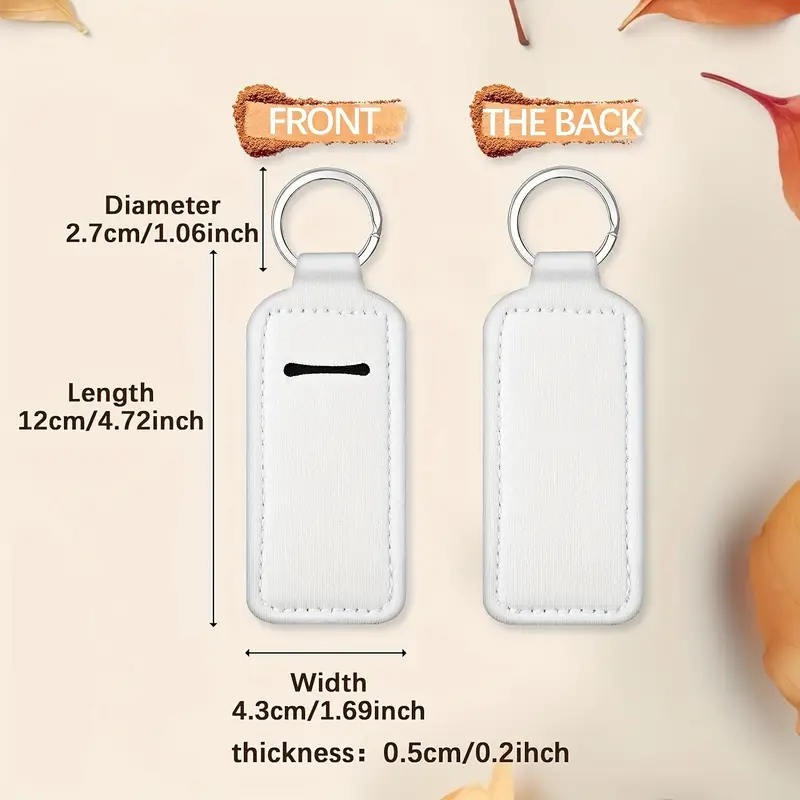 FRONT
THE BACK
Diameter
2.7cm/1.06inch
Length
12cm/4.72inch
Width
4.3cm/1.69inch
thickness：0.5cm/0.2ihch